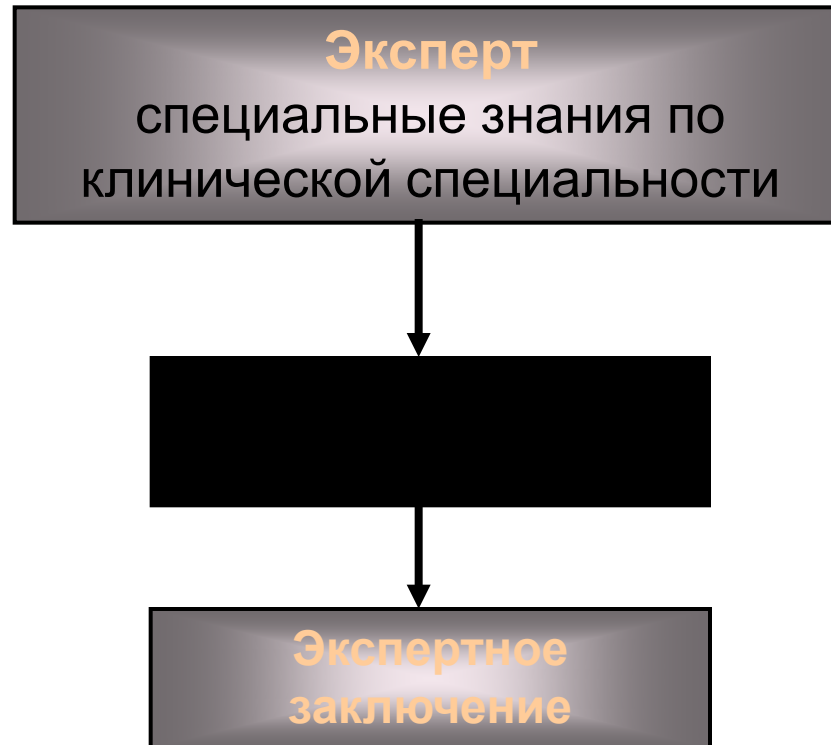 Эксперт
специальные знания по
клинической специальности
Экспертное
заключение